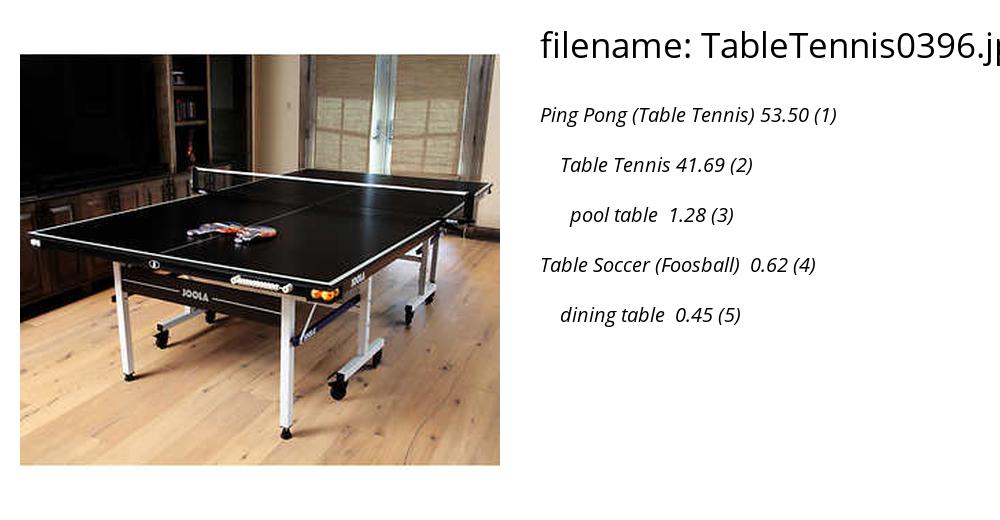 filename: TableTennis0396.jp
Ping Pong (Table Tennis) 53.50 (1)
Table Tennis 41.69 (2)
pool table 1.28 (3)
Table Soccer (Foosball) 0.62 (4)
dining table 0.45 (5)
JOOLA
JOOLA
JOOLA